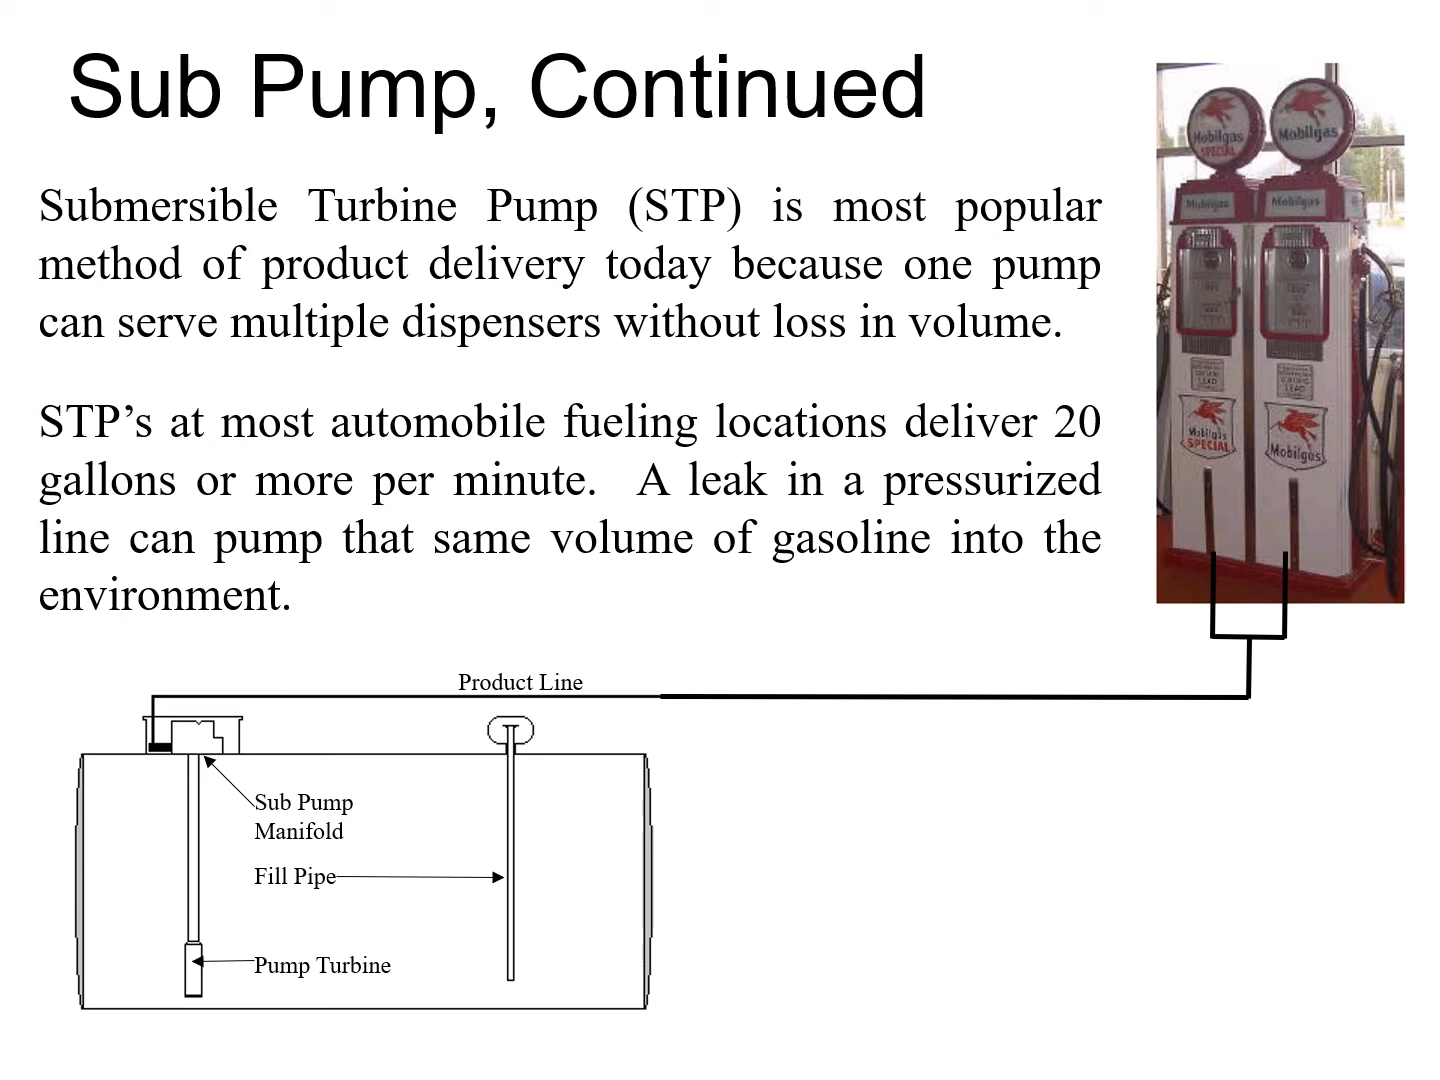 Sub Pump, Continued
Submersible Turbine Pump (STP) is most popular
method of product delivery today because one pump
can serve multiple dispensers without loss in volume.
STP’s at most automobile fueling locations deliver 20
gallons or more per minute. A leak in a pressurized
line can pump that same volume of gasoline into the
environment.
Mobilgas
SPECIAL
Mobilgas
Mobilgas
Mobilgas
LEAD
LEAD
Mobilgas
SPECIAL
Mobilgas
Product Line
Sub Pump
Manifold
Fill Pipe
Pump Turbine